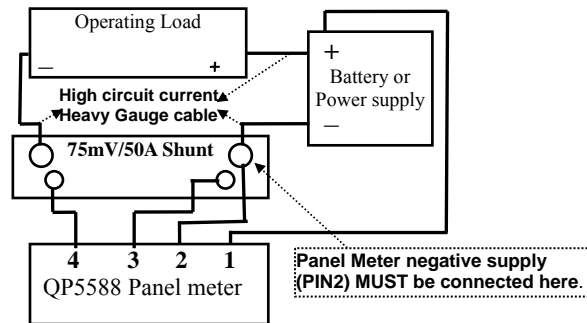 Operating Load
— +
+
Battery or
Power supply
—
High circuit current
Heavy Gauge cable
75mV/50A Shunt
4 3 2 1
QP5588 Panel meter
Panel Meter negative supply
(PIN2) MUST be connected here.